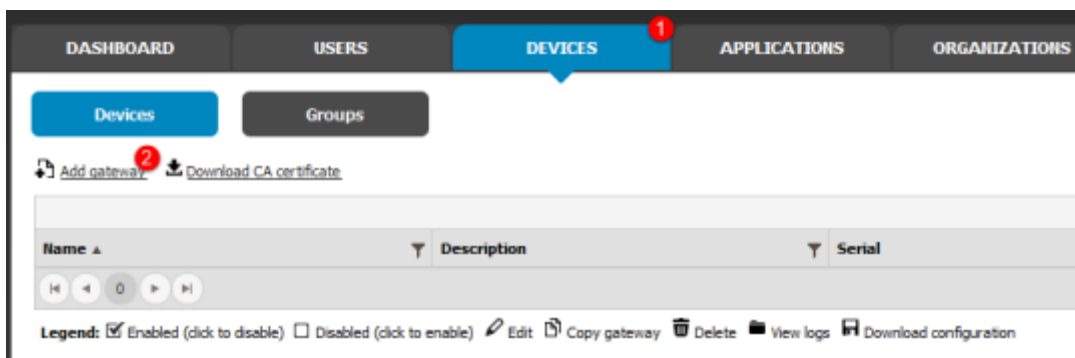 1
DASHBOARD USERS DEVICES APPLICATIONS ORGANIZATIONS
Devices Groups
2
Add gateway Download CA certificate
Name Description Serial
0
Legend: Enabled (click to disable) Disabled (click to enable) Edit Copy gateway Delete View logs Download configuration